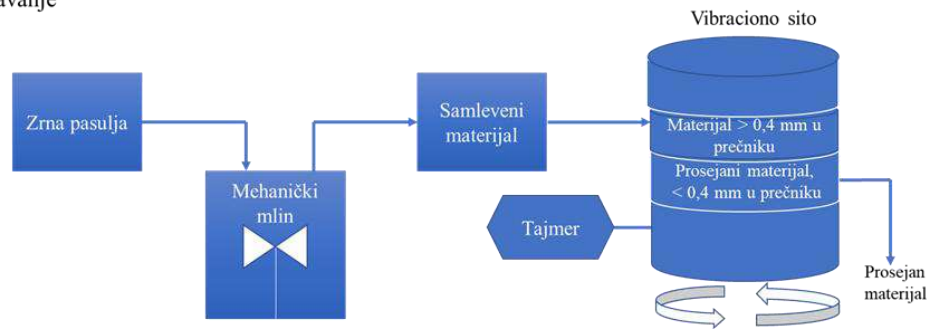 Vibraciono sito
Zrna pasulja
Mehanički
mlin
Samleveni
materijal
Materijal > 0,4 mm u
prečniku
Prosejani materijal,
< 0,4 mm u prečniku
Tajmer
Prosejan
materijal